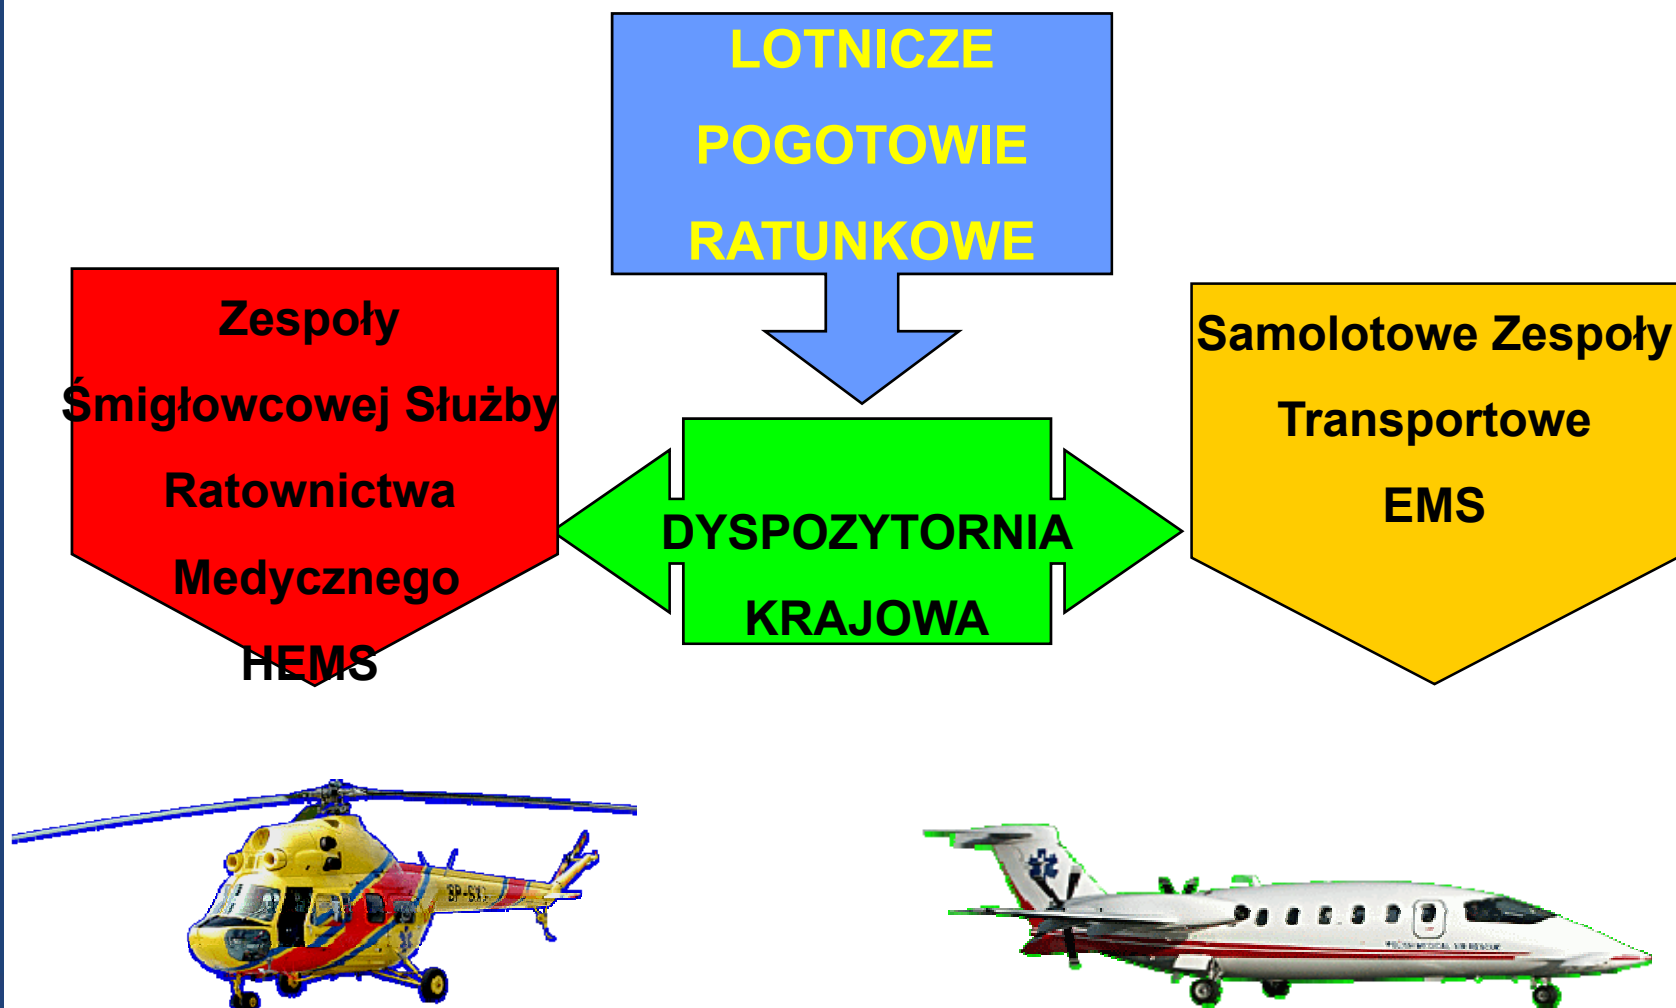 LOTNICZE
POGOTOWIE
RATUNKOWE
Zespoły
Śmigłowcowej Służby
Ratownictwa
Medycznego
HEMS
DYSPOZYTORNIA
KRAJOWA
Samolotowe Zespoły
Transportowe
EMS